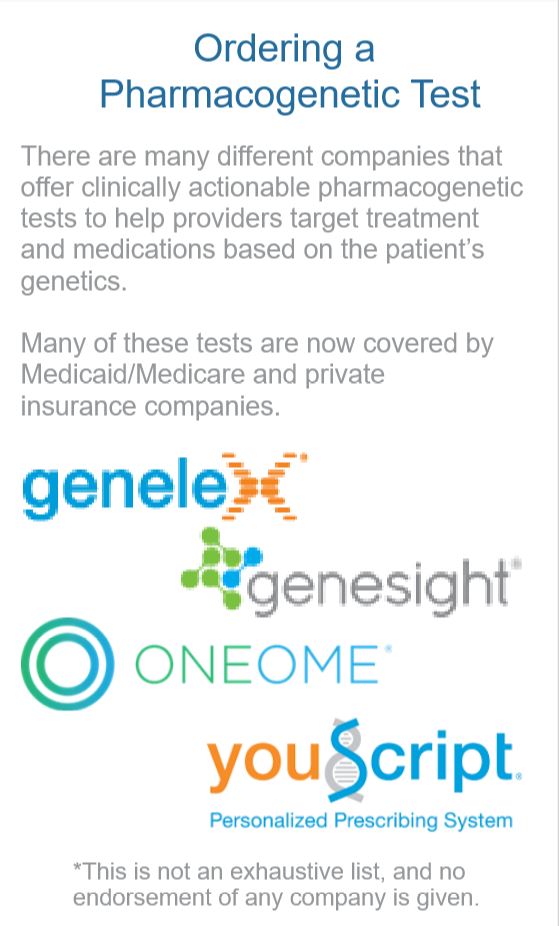 Ordering a
Pharmacogenetic Test
There are many different companies that
offer clinically actionable pharmacogenetic
tests to help providers target treatment
and medications based on the patient’s
genetics.
Many of these tests are now covered by
Medicaid/Medicare and private
insurance companies.
genelex
genesight®
ONEOME®
youScript®
Personalized Prescribing System
*This is not an exhaustive list, and no
endorsement of any company is given.